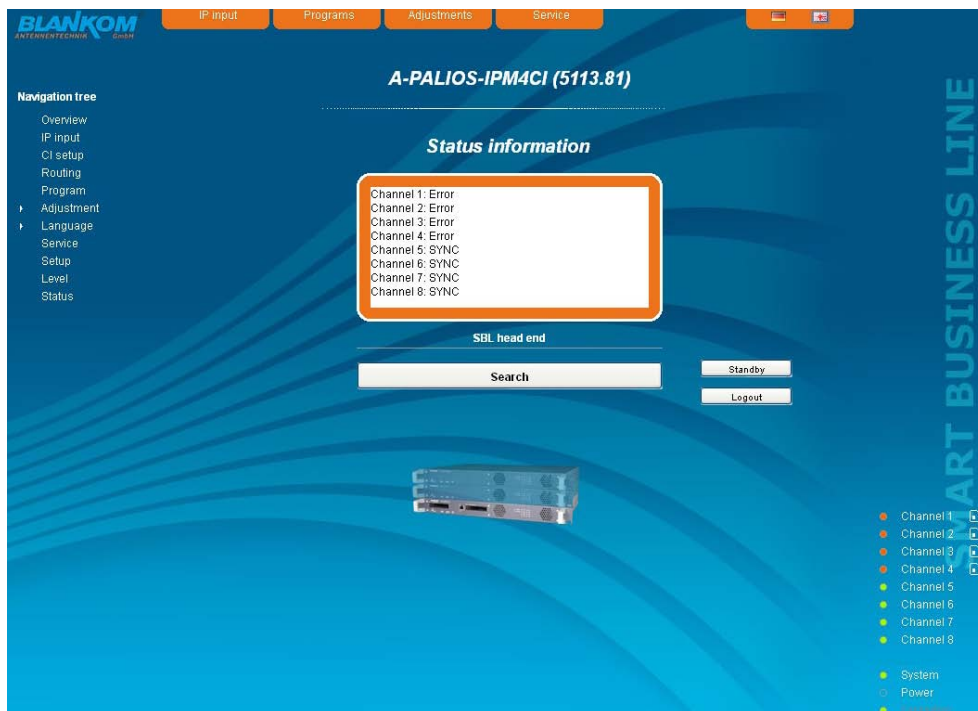 BLANKOM
ANTENNENTECHNIK GmbH
IP input
Programs
Adjustments
Service
A-PALIOS-IPM4CI (5113.81)
Navigation tree
Overview
IP input
CI setup
Routing
Program
Adjustment
Language
Service
Setup
Level
Status
Status information
Channel 1: Error
Channel 2: Error
Channel 3: Error
Channel 4: Error
Channel 5: SYNC
Channel 6: SYNC
Channel 7: SYNC
Channel 8: SYNC
SBL head end
Search
Standby
Logout
SMART BUSINESS LINE
Channel 1
Channel 2
Channel 3
Channel 4
Channel 5
Channel 6
Channel 7
Channel 8
System
Power